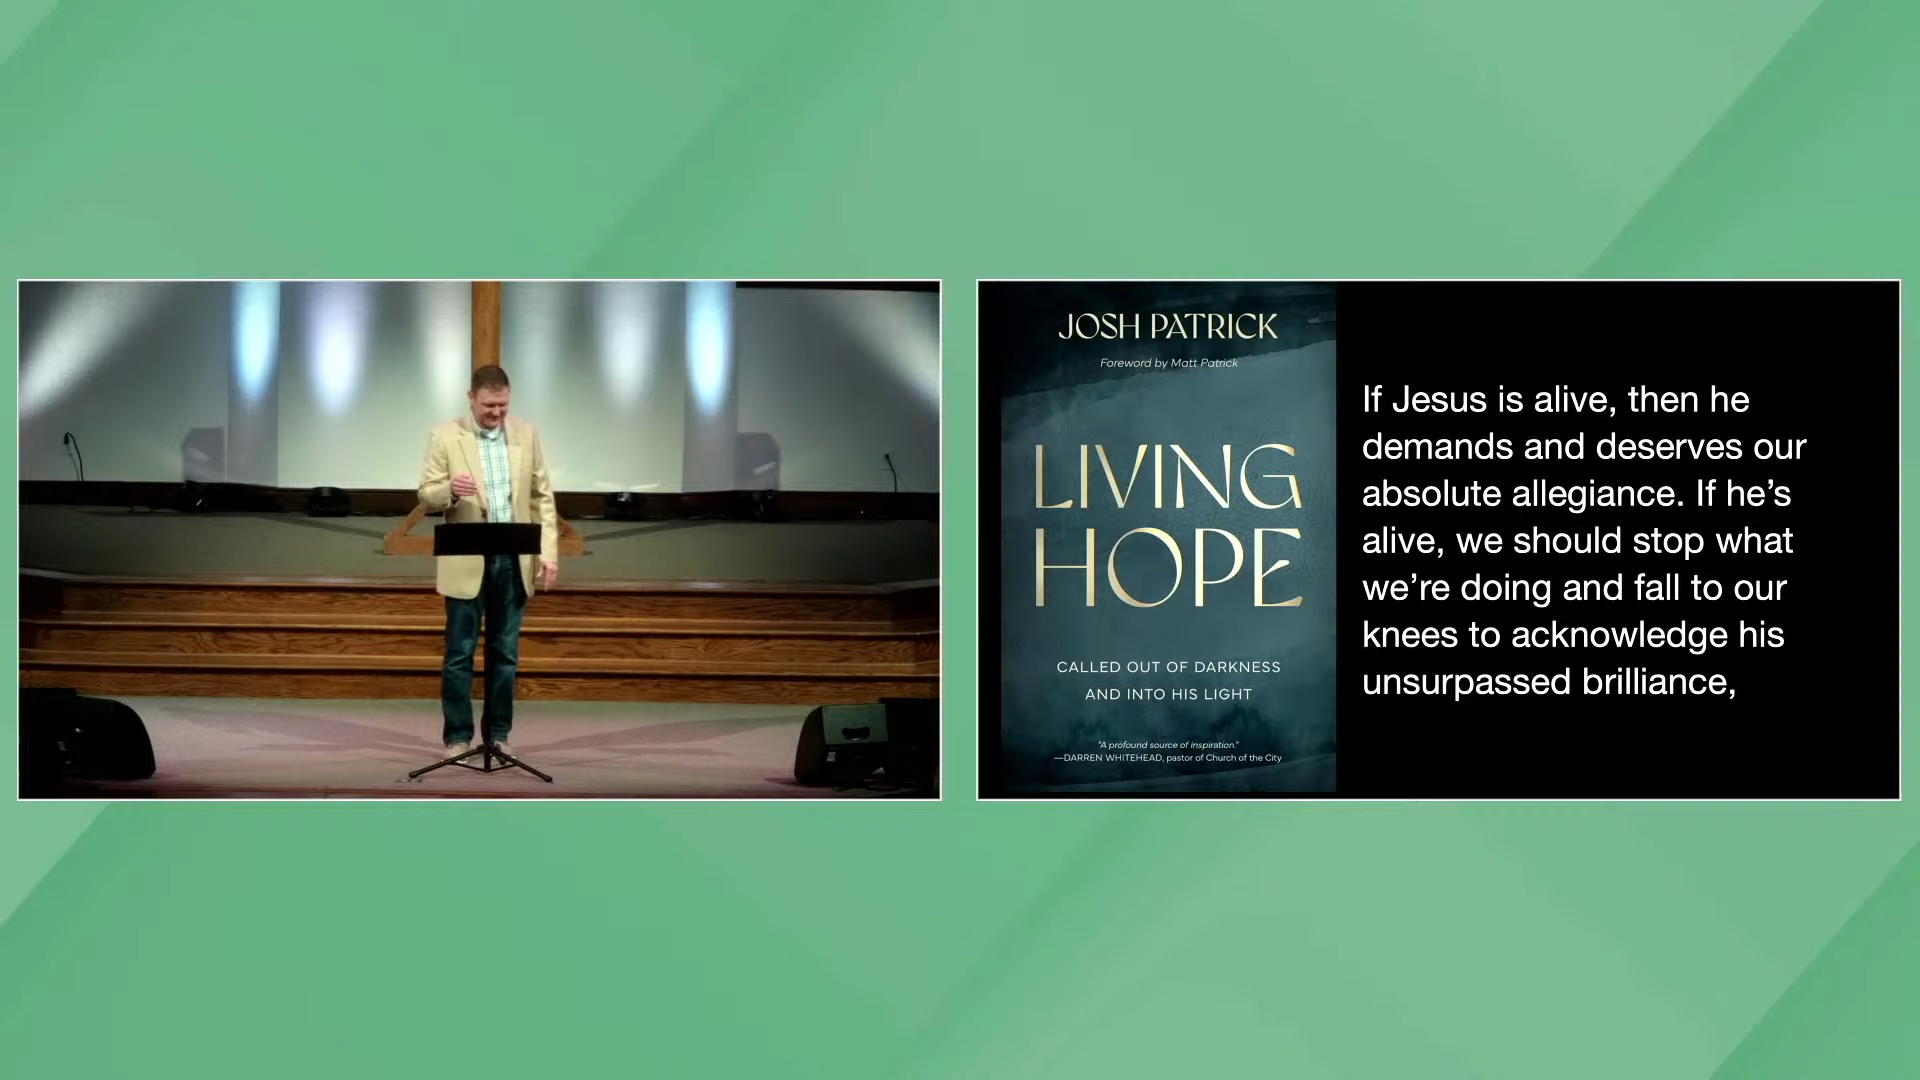 JOSH PATRICK
Foreword by Matt Patrick
LIVING
HOPE
CALLED OUT OF DARKNESS
AND INTO HIS LIGHT
"A profound source of inspiration."
—DARREN WHITEHEAD, pastor of Church of the City
If Jesus is alive, then he
demands and deserves our
absolute allegiance. If he’s
alive, we should stop what
we’re doing and fall to our
knees to acknowledge his
unsurpassed brilliance,